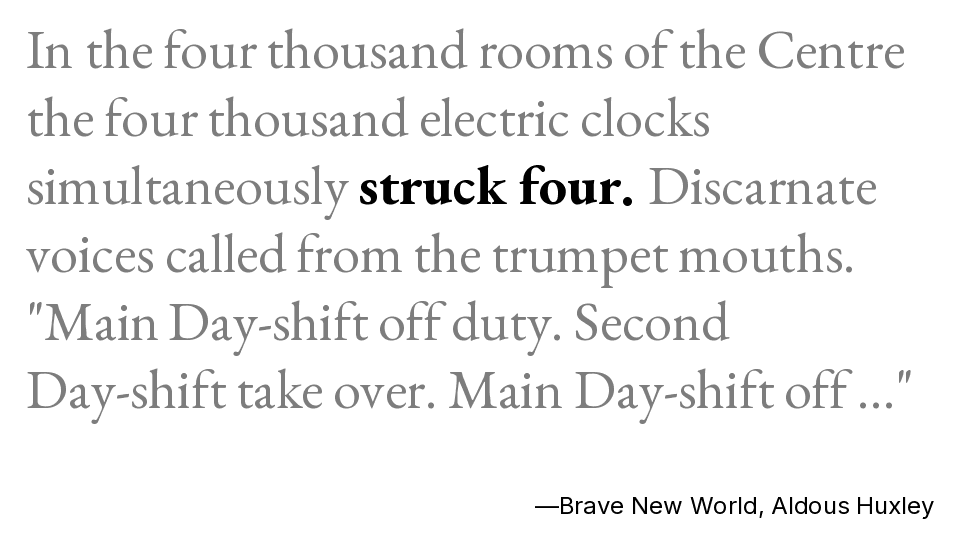 In the four thousand rooms of the Centre
the four thousand electric clocks
simultaneously struck four. Discarnate
voices called from the trumpet mouths.
"Main Day-shift off duty. Second
Day-shift take over. Main Day-shift off ..."
—Brave New World, Aldous Huxley